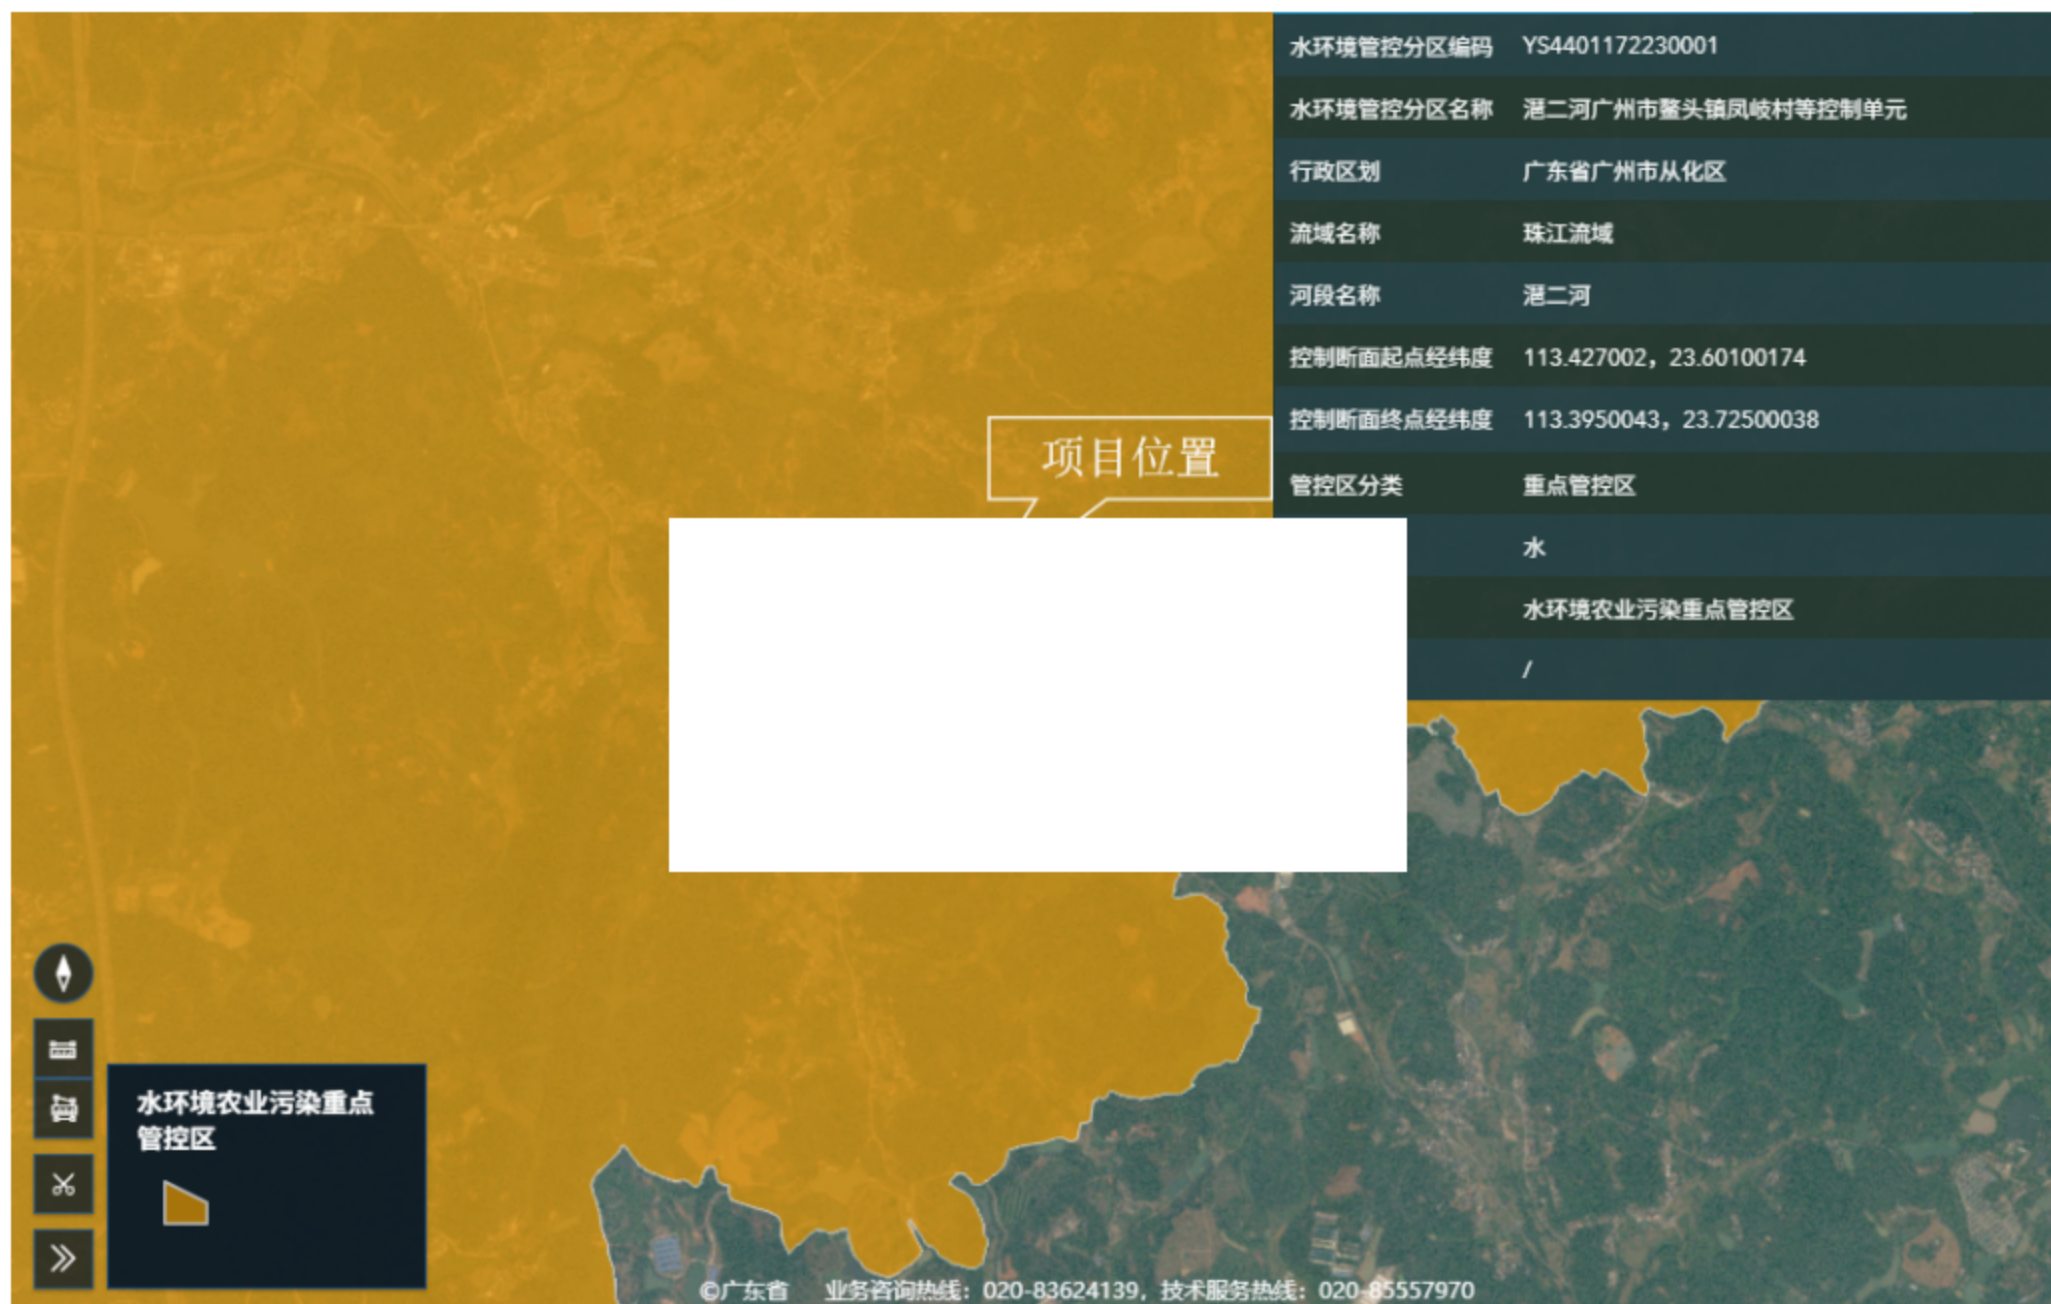 水环境管控分区编码 YS4401172230001
水环境管控分区名称 潖二河广州市鳌头镇凤岐村等控制单元
行政区划 广东省广州市从化区
流域名称 珠江流域
河段名称 潖二河
控制断面起点经纬度 113.427002，23.60100174
控制断面终点经纬度 113.3950043，23.72500038
管控区分类 重点管控区
水
水环境农业污染重点管控区
/
项目位置
水环境农业污染重点
管控区
©广东省 业务咨询热线：020-83624139，技术服务热线：020-85557970